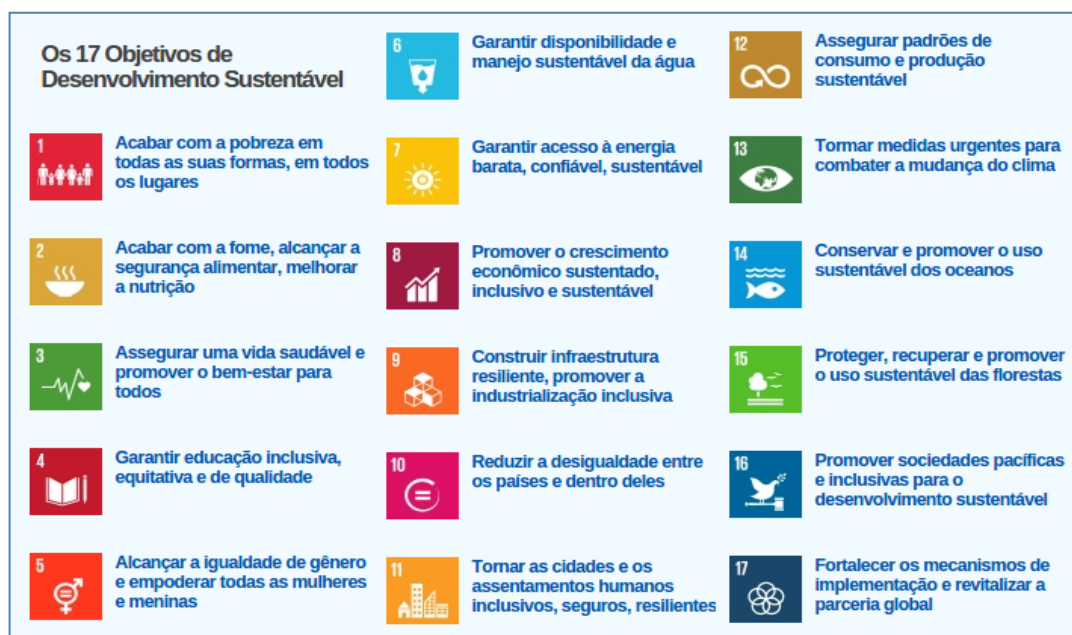 Os 17 Objetivos de
Desenvolvimento Sustentável
1
Acabar com a pobreza em
todas as suas formas, em todos
os lugares
2
Acabar com a fome, alcançar a
segurança alimentar, melhorar
a nutrição
3
Assegurar uma vida saudável e
promover o bem-estar para
todos
4
Garantir educação inclusiva,
equitativa e de qualidade
5
Alcançar a igualdade de gênero
e empoderar todas as mulheres
e meninas
6
Garantir disponibilidade e
manejo sustentável da água
7
Garantir acesso à energia
barata, confiável, sustentável
8
Promover o crescimento
econômico sustentado,
inclusivo e sustentável
9
Construir infraestrutura
resiliente, promover a
industrialização inclusiva
10
Reduzir a desigualdade entre
os países e dentro deles
11
Tornar as cidades e os
assentamentos humanos
inclusivos, seguros, resilientes
12
Assegurar padrões de
consumo e produção
sustentável
13
Tormar medidas urgentes para
combater a mudança do clima
14
Conservar e promover o uso
sustentável dos oceanos
15
Proteger, recuperar e promover
o uso sustentável das florestas
16
Promover sociedades pacíficas
e inclusivas para o
desenvolvimento sustentável
17
Fortalecer os mecanismos de
implementação e revitalizar a
parceria global